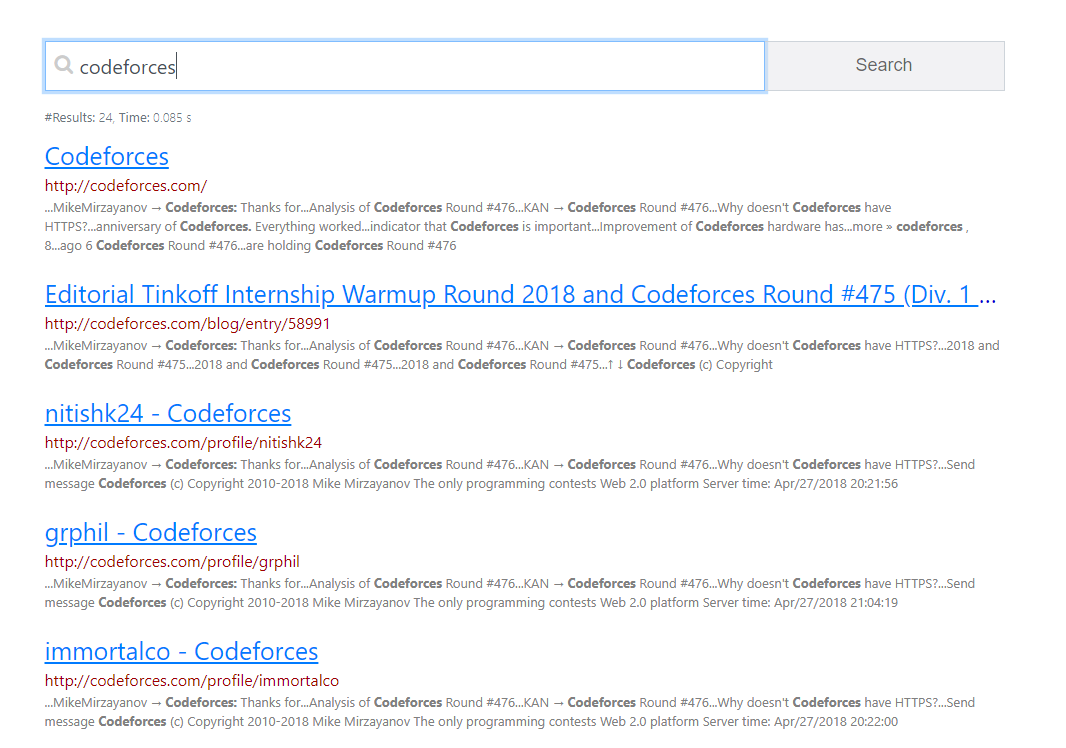 codeforces
Search
#Results: 24, Time: 0.085 s
Codeforces
http://codeforces.com/
...MikeMirzayanov → Codeforces: Thanks for...Analysis of Codeforces Round #476...KAN → Codeforces Round #476...Why doesn't Codeforces have
HTTPS?...anniversary of Codeforces. Everything worked...indicator that Codeforces is important...Improvement of Codeforces hardware has...more » codeforces ,
8...ago 6 Codeforces Round #476...are holding Codeforces Round #476
Editorial Tinkoff Internship Warmup Round 2018 and Codeforces Round #475 (Div. 1 ...
http://codeforces.com/blog/entry/58991
...MikeMirzayanov → Codeforces: Thanks for...Analysis of Codeforces Round #476...KAN → Codeforces Round #476...Why doesn't Codeforces have HTTPS?...2018 and
Codeforces Round #475...2018 and Codeforces Round #475...2018 and Codeforces Round #475...↑ ↓ Codeforces (c) Copyright
nitishk24 - Codeforces
http://codeforces.com/profile/nitishk24
...MikeMirzayanov → Codeforces: Thanks for...Analysis of Codeforces Round #476...KAN → Codeforces Round #476...Why doesn't Codeforces have HTTPS?...Send
message Codeforces (c) Copyright 2010-2018 Mike Mirzayanov The only programming contests Web 2.0 platform Server time: Apr/27/2018 20:21:56
grphil - Codeforces
http://codeforces.com/profile/grphil
...MikeMirzayanov → Codeforces: Thanks for...Analysis of Codeforces Round #476...KAN → Codeforces Round #476...Why doesn't Codeforces have HTTPS?...Send
message Codeforces (c) Copyright 2010-2018 Mike Mirzayanov The only programming contests Web 2.0 platform Server time: Apr/27/2018 21:04:19
immortalco - Codeforces
http://codeforces.com/profile/immortalco
...MikeMirzayanov → Codeforces: Thanks for...Analysis of Codeforces Round #476...KAN → Codeforces Round #476...Why doesn't Codeforces have HTTPS?...Send
message Codeforces (c) Copyright 2010-2018 Mike Mirzayanov The only programming contests Web 2.0 platform Server time: Apr/27/2018 20:22:00